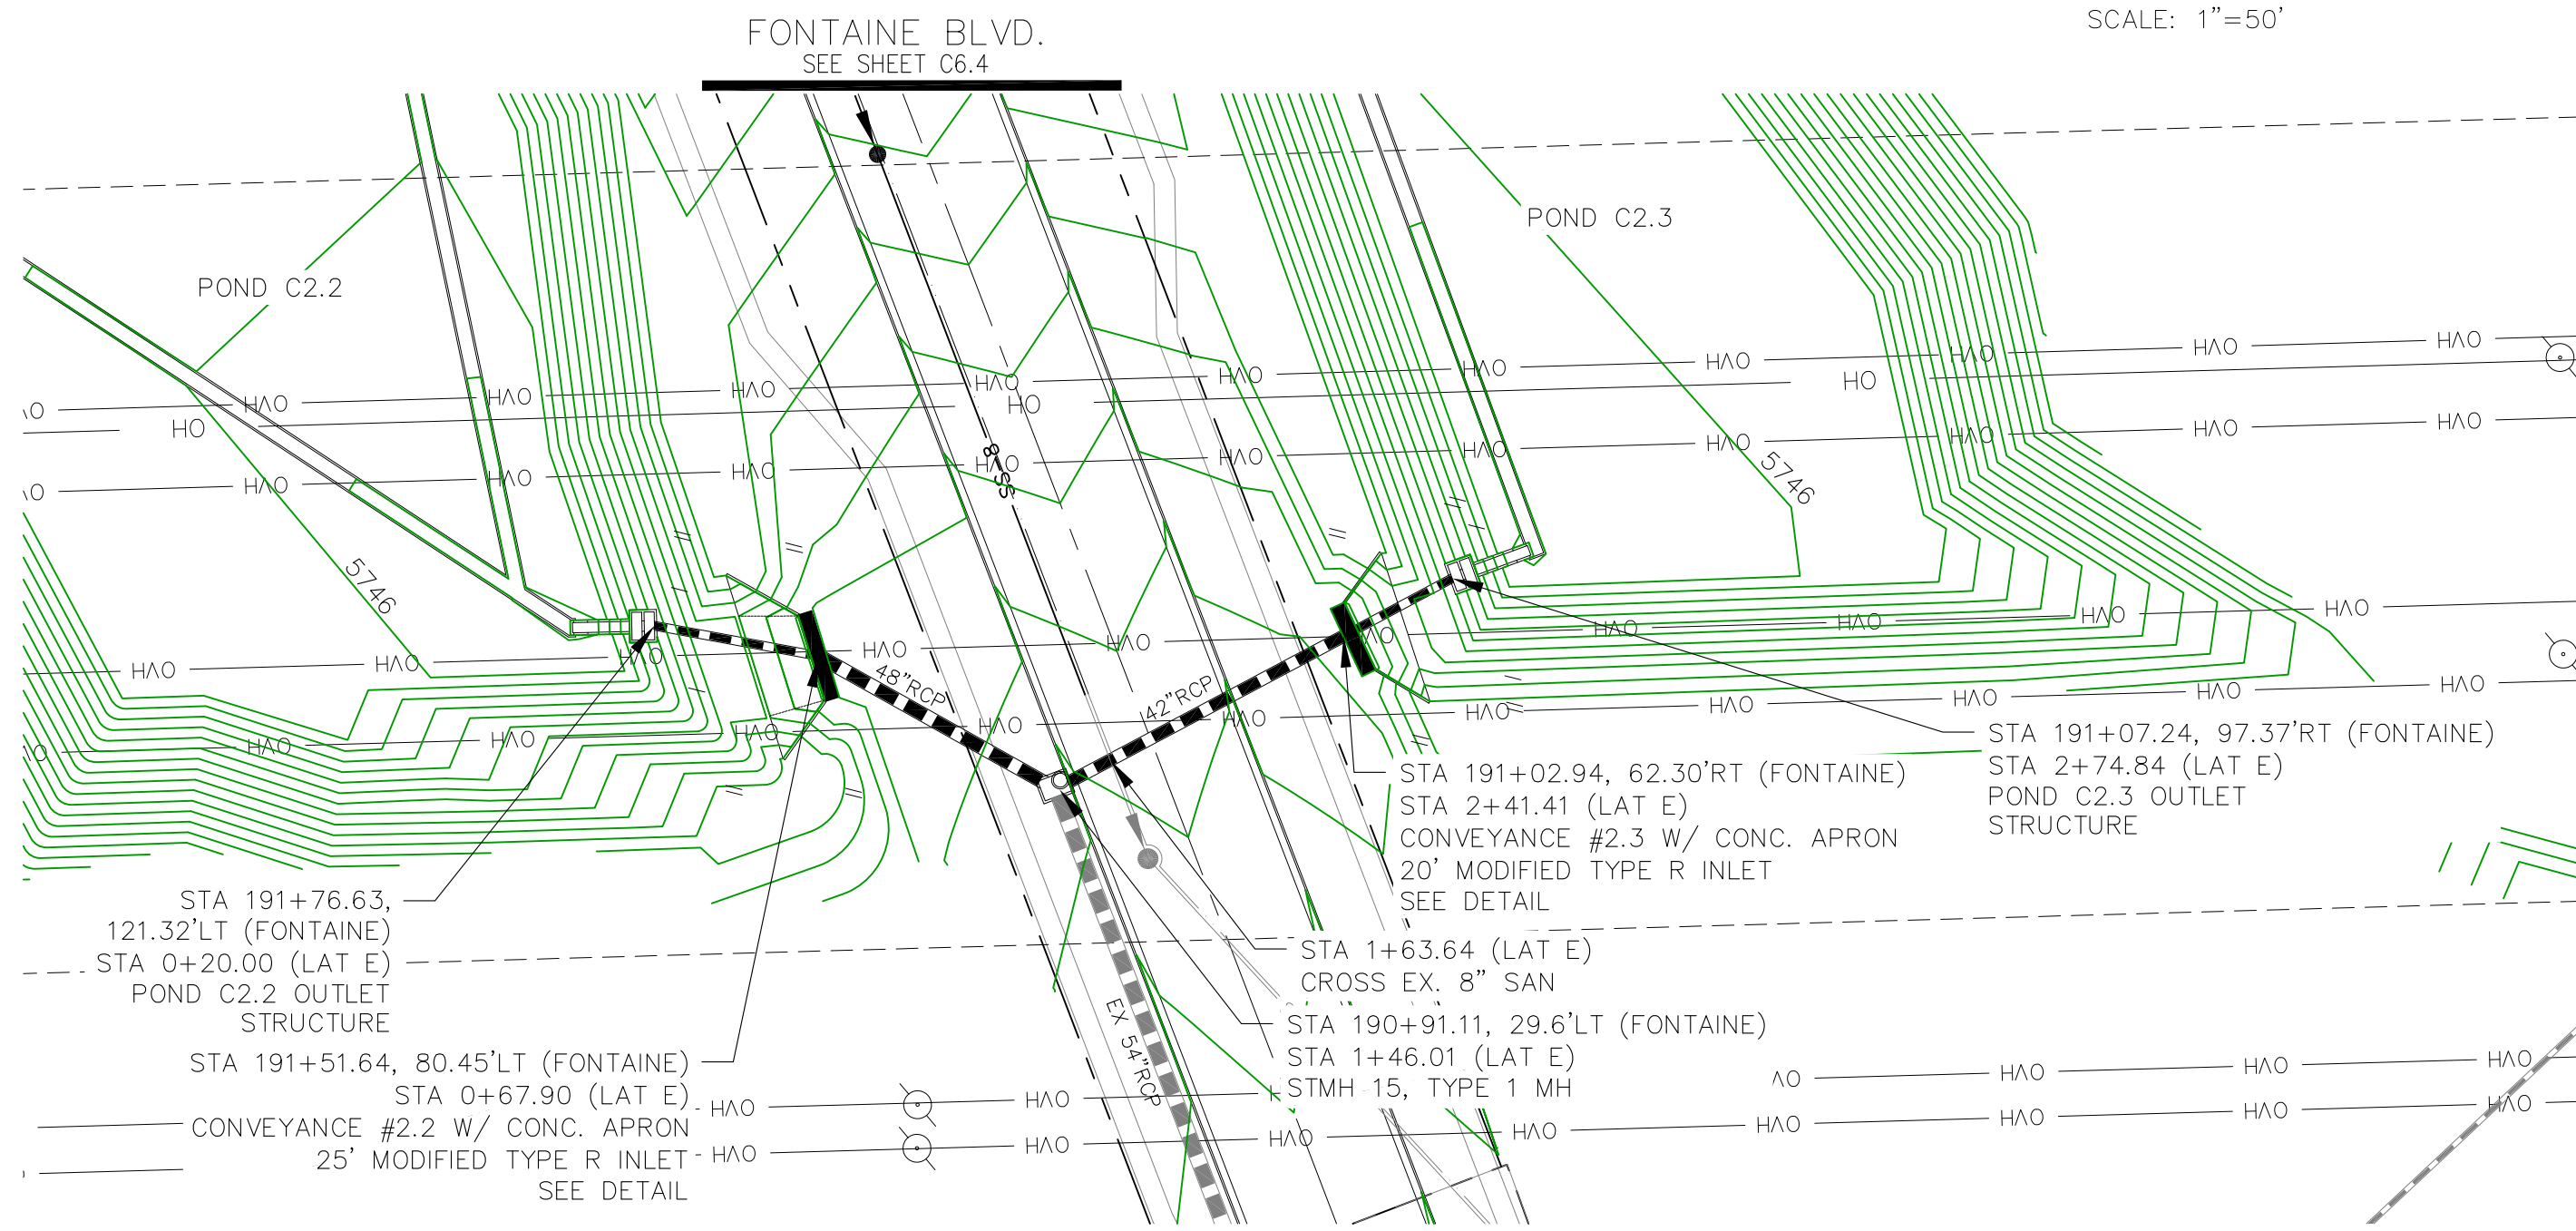 SCALE: 1"=50'
FONTAINE BLVD.
SEE SHEET C6.4
POND C2.3
POND C2.2
HO
HO
HO
8-SS
5746
5746
48"RCP
42"RCP
STA 191+07.24, 97.37'RT (FONTAINE)
STA 2+74.84 (LAT E)
POND C2.3 OUTLET
STRUCTURE
STA 191+02.94, 62.30'RT (FONTAINE)
STA 2+41.41 (LAT E)
CONVEYANCE #2.3 W/ CONC. APRON
20' MODIFIED TYPE R INLET
SEE DETAIL
STA 191+76.63,
121.32'LT (FONTAINE)
STA 0+20.00 (LAT E)
POND C2.2 OUTLET
STRUCTURE
STA 1+63.64 (LAT E)
CROSS EX. 8" SAN
STA 190+91.11, 29.6'LT (FONTAINE)
STA 1+46.01 (LAT E)
STMH 15, TYPE 1 MH
EX 54"RCP
STA 191+51.64, 80.45'LT (FONTAINE)
STA 0+67.90 (LAT E)
CONVEYANCE #2.2 W/ CONC. APRON
25' MODIFIED TYPE R INLET
SEE DETAIL